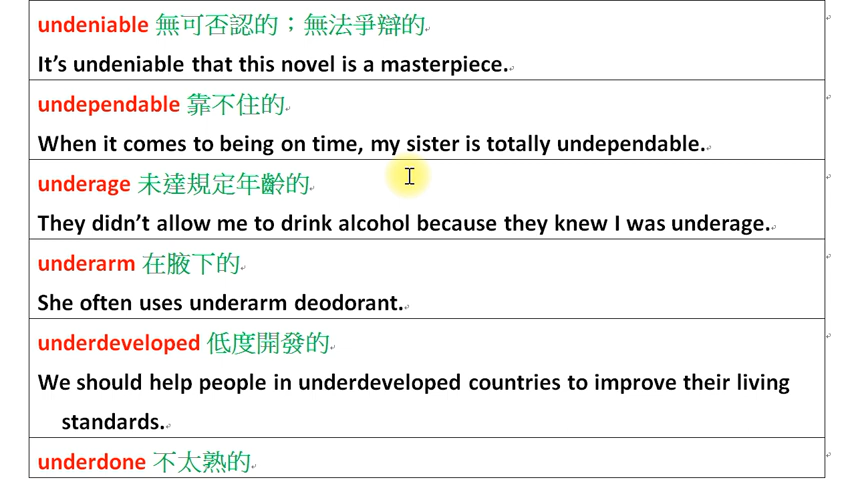 undeniable 無可否認的；無法爭辯的
It’s undeniable that this novel is a masterpiece.
undependable 靠不住的
When it comes to being on time, my sister is totally undependable.
underage 未達規定年齡的
They didn’t allow me to drink alcohol because they knew I was underage.
underarm 在腋下的
She often uses underarm deodorant.
underdeveloped 低度開發的
We should help people in underdeveloped countries to improve their living
standards.
underdone 不太熟的